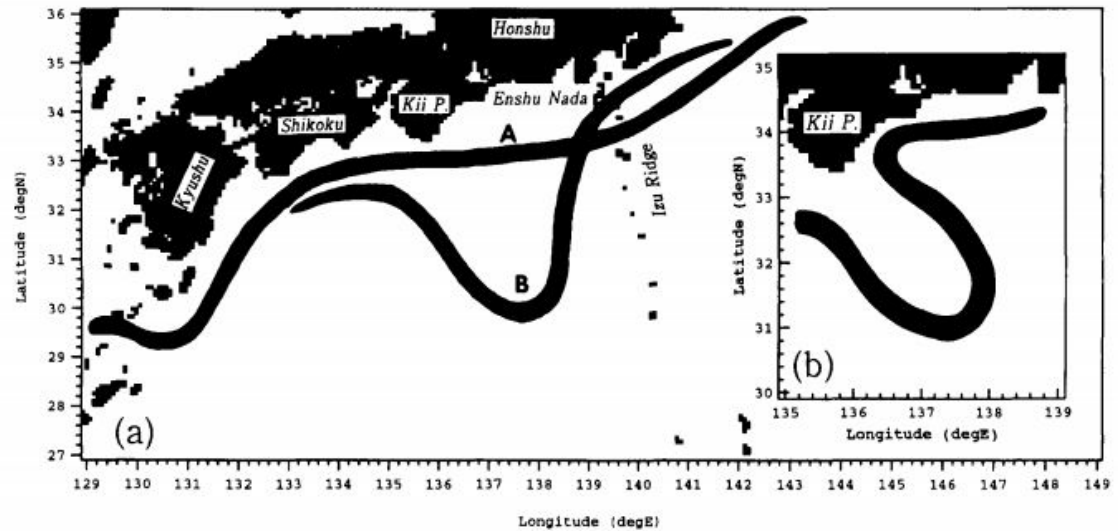 36
35
34
33
32
31
30
29
28
27
Latitude (degN)
Honshu
Kii P.
Enshu Nada
Shikoku
Kyushu
A
B
Izu Ridge
(a)
129 130 131 132 133 134 135 136 137 138 139 140 141 142 143 144 145 146 147 148 149
Longitude (degE)
35
34
33
32
31
30
Latitude (degN)
Kii P.
(b)
135 136 137 138 139
Longitude (degE)